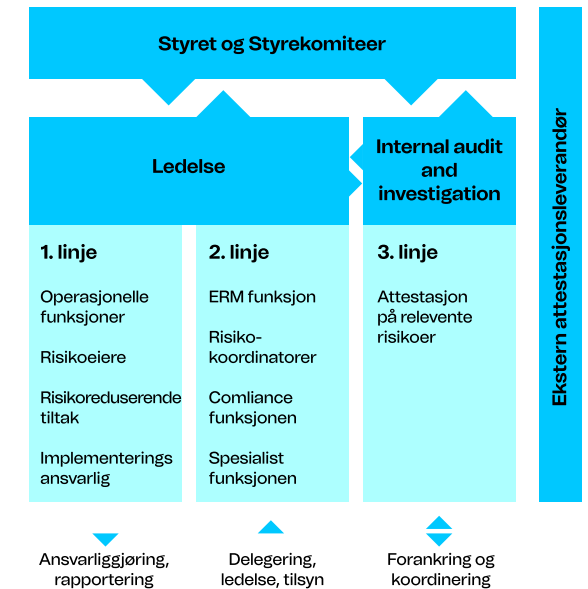 Styret og Styrekomiteer
Ledelse
Internal audit
and
investigation
1. linje
Operasjonelle
funksjoner
Risikoeiere
Risikoreduserende
tiltak
Implementerings
ansvarlig
2. linje
ERM funksjon
Risiko-
koordinatorer
Comliance
funksjonen
Spesialist
funksjonen
3. linje
Attestasjon
på relevente
risikoer
Ekstern attestasjonsleverandør
Ansvarliggjøring,
rapportering
Delegering,
ledelse, tilsyn
Forankring og
koordinering